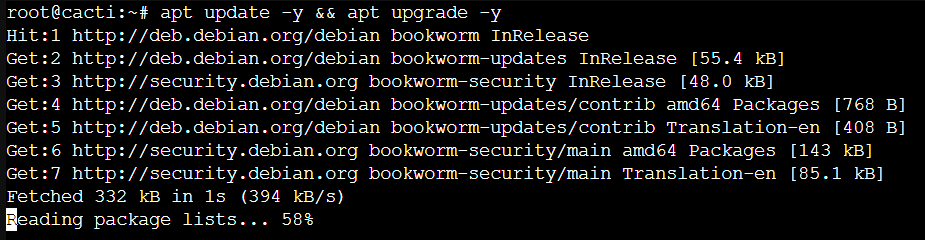 root@cacti:~# apt update -y && apt upgrade -y
Hit:1 http://deb.debian.org/debian bookworm InRelease
Get:2 http://deb.debian.org/debian bookworm-updates InRelease [55.4 kB]
Get:3 http://security.debian.org bookworm-security InRelease [48.0 kB]
Get:4 http://deb.debian.org/debian bookworm-updates/contrib amd64 Packages [768 B]
Get:5 http://deb.debian.org/debian bookworm-updates/contrib Translation-en [408 B]
Get:6 http://security.debian.org bookworm-security/main amd64 Packages [143 kB]
Get:7 http://security.debian.org bookworm-security/main Translation-en [85.1 kB]
Fetched 332 kB in 1s (394 kB/s)
Reading package lists... 58%